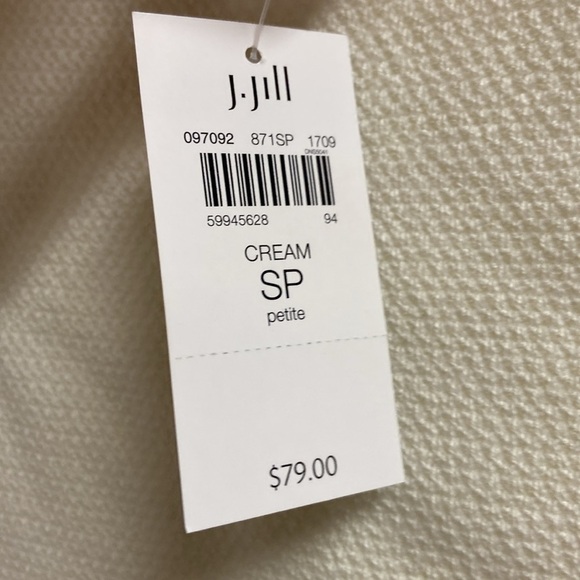 J.Jill
097092 871SP 1709
59945628 94
CREAM
SP
petite
$79.00